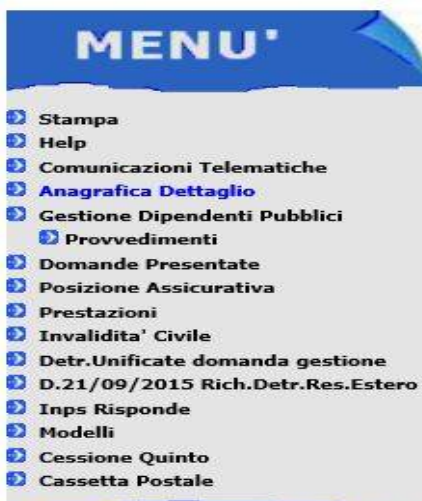 MENU'
Stampa
Help
Comunicazioni Telematiche
Anagrafica Dettaglio
Gestione Dipendenti Pubblici
Provvedimenti
Domande Presentate
Posizione Assicurativa
Prestazioni
Invalidita' Civile
Detr.Unificate domanda gestione
D.21/09/2015 Rich.Detr.Res.Estero
Inps Risponde
Modelli
Cessione Quinto
Cassetta Postale